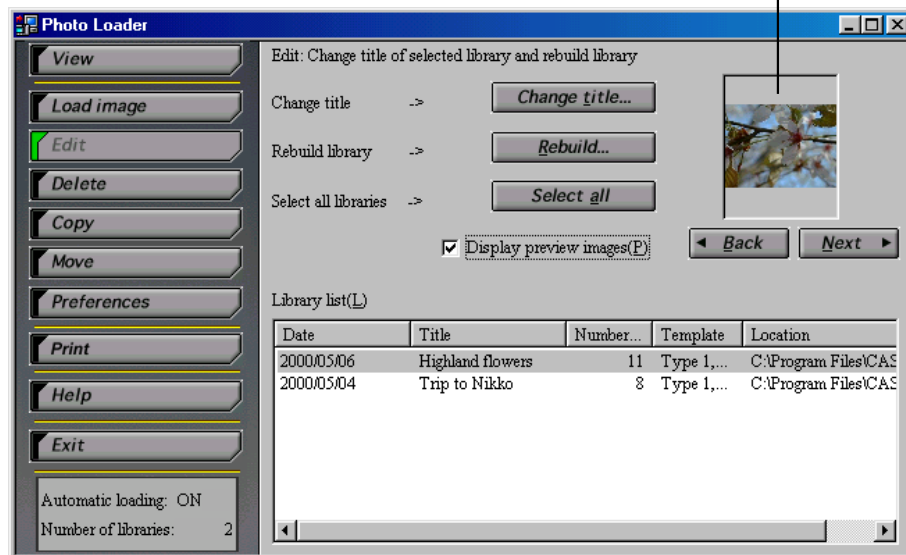 Photo Loader
View
Load image
Edit
Delete
Copy
Move
Preferences
Print
Help
Exit
Automatic loading: ON
Number of libraries: 2
Edit: Change title of selected library and rebuild library
Change title -> Change title...
Rebuild library -> Rebuild...
Select all libraries -> Select all
Display preview images(P)
Back Next
Library list(L)
Date Title Number... Template Location
2000/05/06 Highland flowers 11 Type 1,... C:\Program Files\CAS
2000/05/04 Trip to Nikko 8 Type 1,... C:\Program Files\CAS